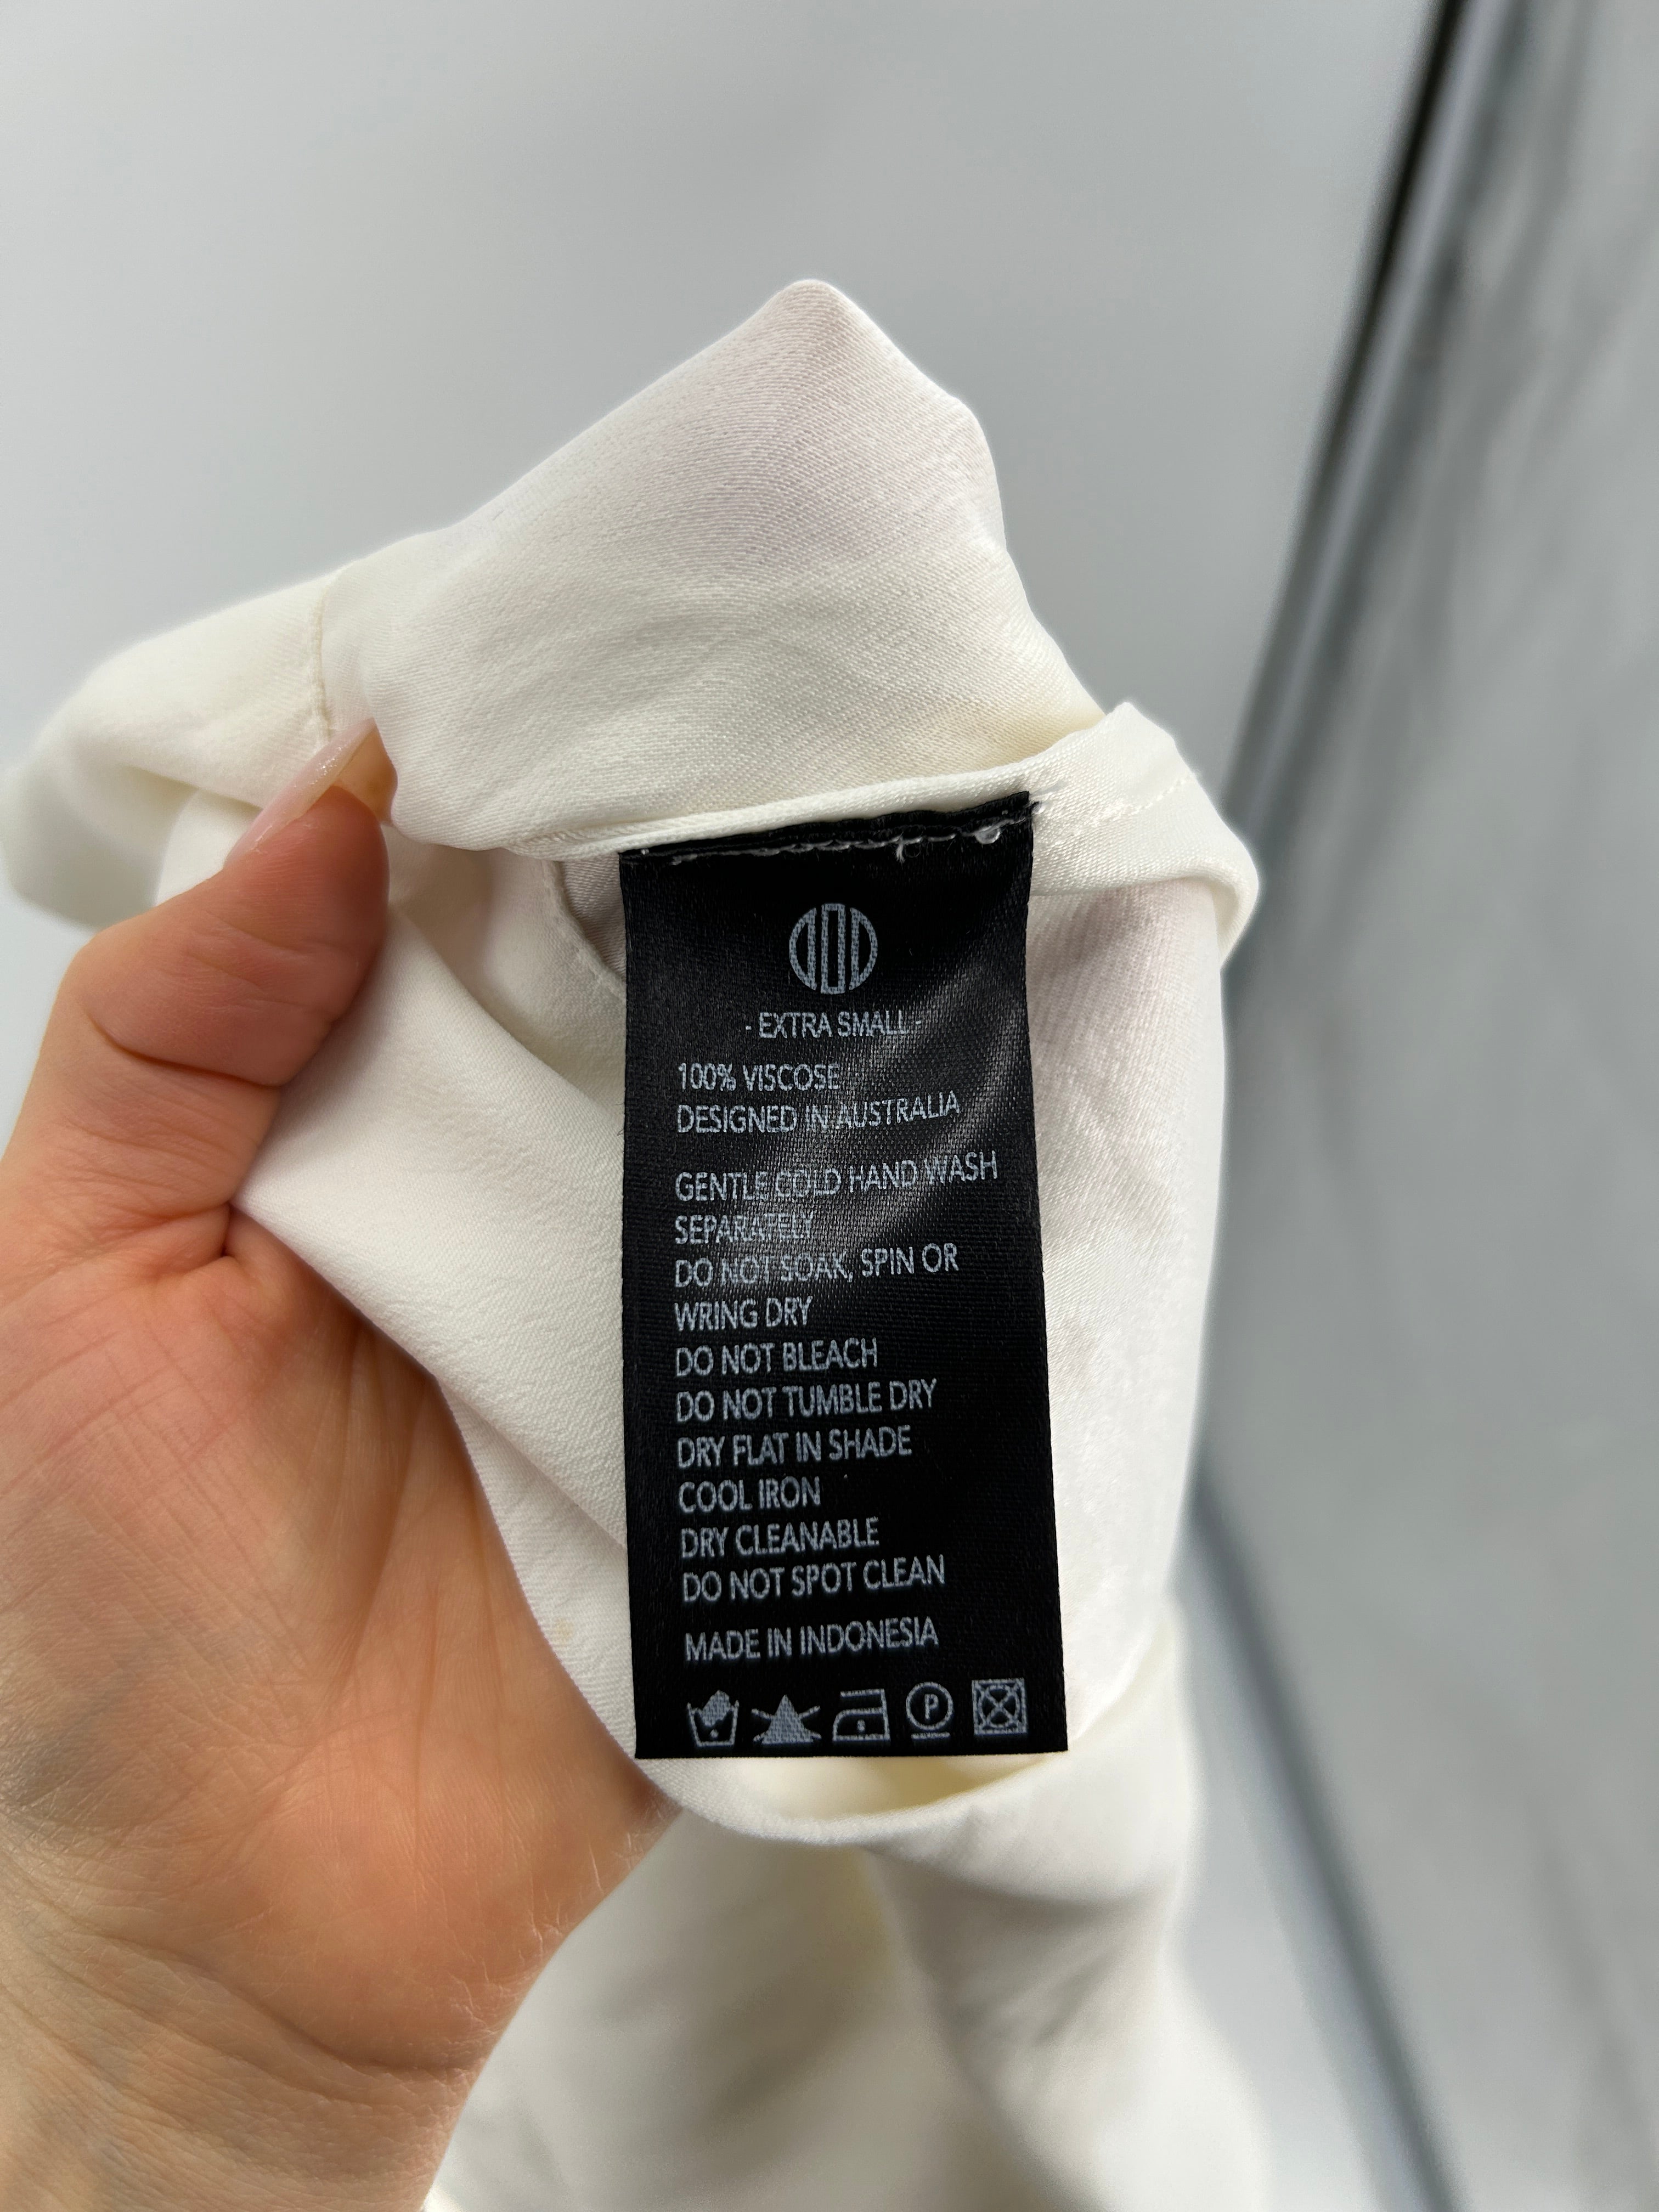 - EXTRA SMALL -
100% VISCOSE
DESIGNED IN AUSTRALIA
GENTLE COLD HAND WASH
SEPARATELY
DO NOT SOAK, SPIN OR
WRING DRY
DO NOT BLEACH
DO NOT TUMBLE DRY
DRY FLAT IN SHADE
COOL IRON
DRY CLEANABLE
DO NOT SPOT CLEAN
MADE IN INDONESIA
P